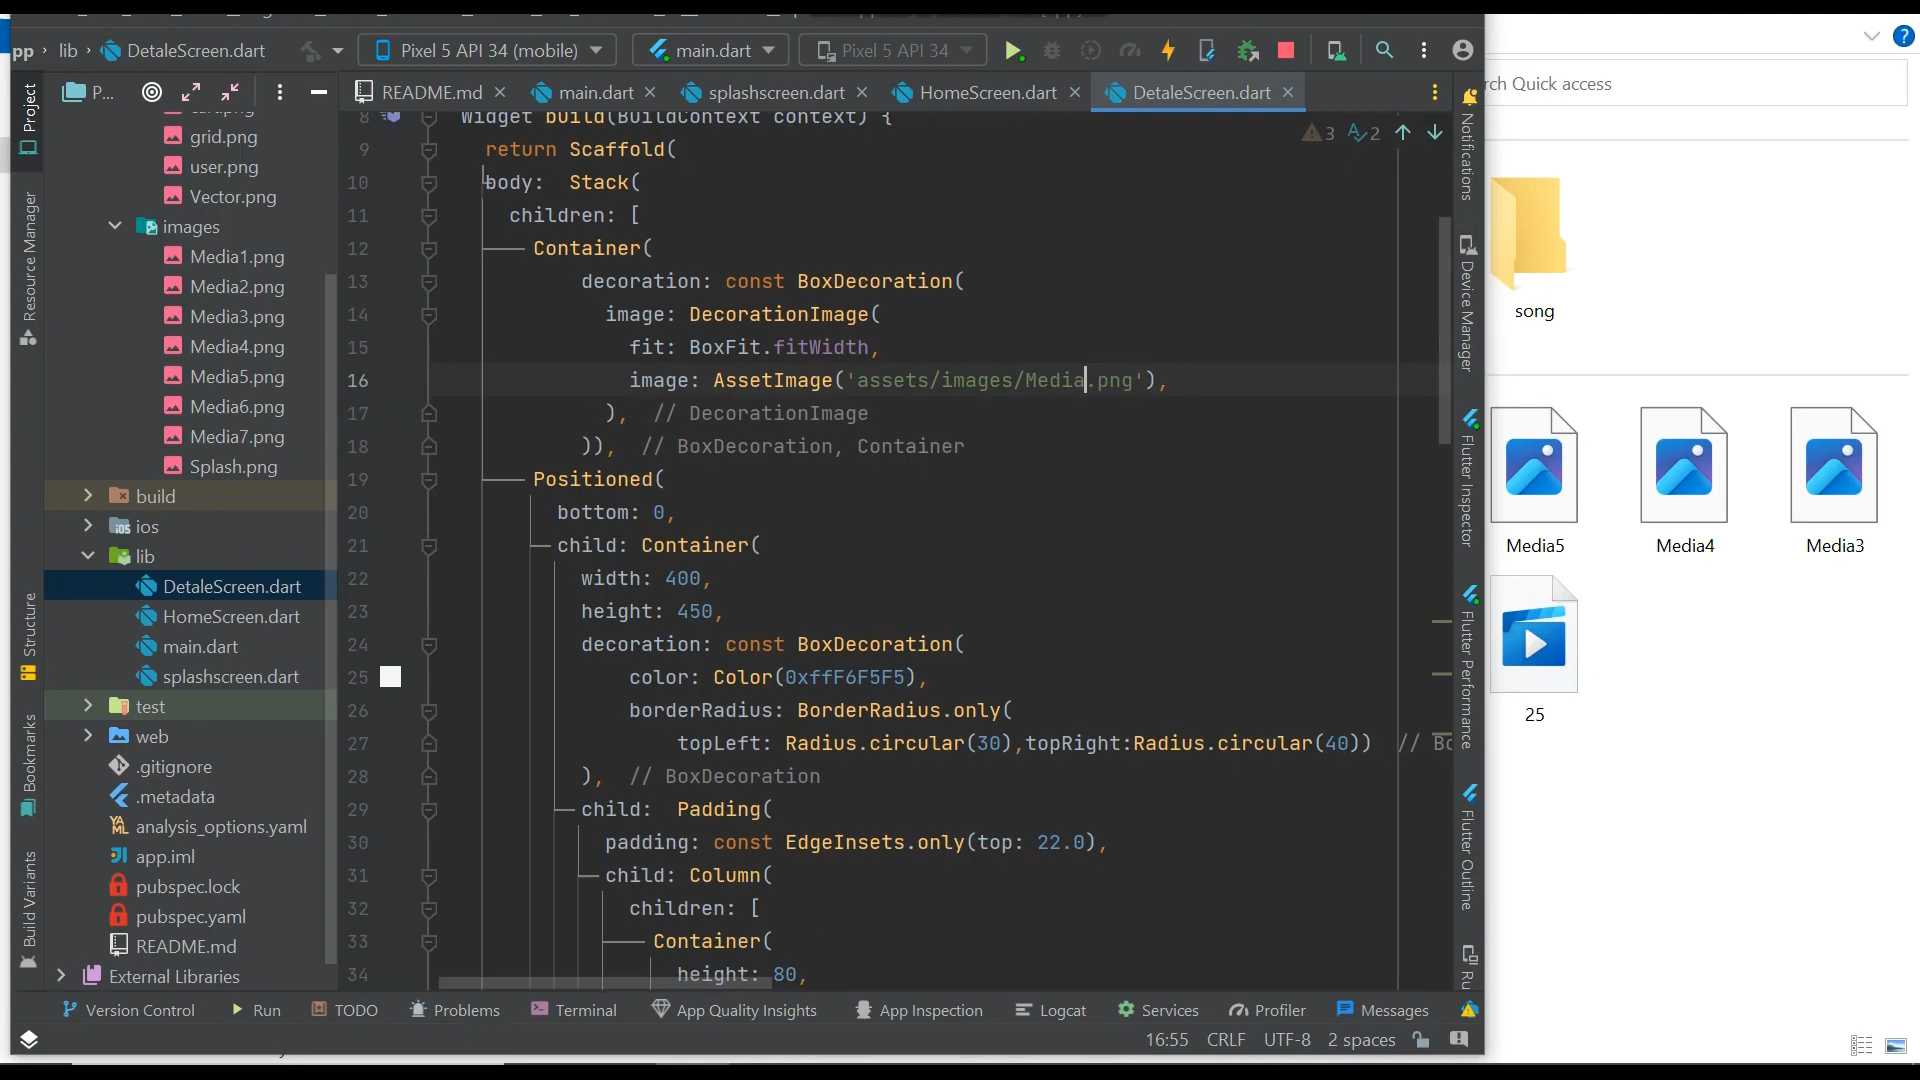 pp › lib › DetaleScreen.dart
Pixel 5 API 34 (mobile)
main.dart
Pixel 5 API 34
rch Quick access
P...
README.md
main.dart
splashscreen.dart
HomeScreen.dart
DetaleScreen.dart
Project
Resource Manager
Structure
Bookmarks
Build Variants
grid.png
user.png
Vector.png
images
Media1.png
Media2.png
Media3.png
Media4.png
Media5.png
Media6.png
Media7.png
Splash.png
build
ios
lib
DetaleScreen.dart
HomeScreen.dart
main.dart
splashscreen.dart
test
web
.gitignore
.metadata
analysis_options.yaml
app.iml
pubspec.lock
pubspec.yaml
README.md
External Libraries
3 2
8 Widget build(BuildContext context) {
9 return Scaffold(
10 body: Stack(
11 children: [
12 Container(
13 decoration: const BoxDecoration(
14 image: DecorationImage(
15 fit: BoxFit.fitWidth,
16 image: AssetImage('assets/images/Media.png'),
17 ), // DecorationImage
18 )), // BoxDecoration, Container
19 Positioned(
20 bottom: 0,
21 child: Container(
22 width: 400,
23 height: 450,
24 decoration: const BoxDecoration(
25 color: Color(0xffF6F5F5),
26 borderRadius: BorderRadius.only(
27 topLeft: Radius.circular(30),topRight:Radius.circular(40)) // Bo
28 ), // BoxDecoration
29 child: Padding(
30 padding: const EdgeInsets.only(top: 22.0),
31 child: Column(
32 children: [
33 Container(
34 height: 80,
Notifications
Device Manager
Flutter Inspector
Flutter Performance
Flutter Outline
Ru
song
Media5
Media4
Media3
25
Version Control
Run
TODO
Problems
Terminal
App Quality Insights
App Inspection
Logcat
Services
Profiler
Messages
16:55 CRLF UTF-8 2 spaces